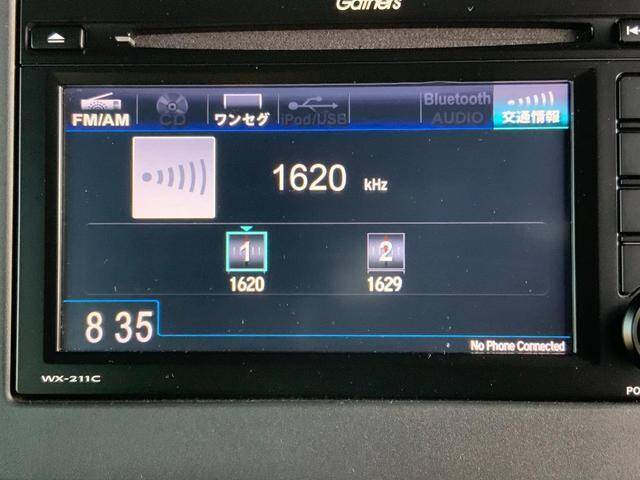 Gathers
FM/AM
CD
ワンセグ
iPod/USB
Bluetooth
AUDIO
交通情報
1620 kHz
1 2
1620 1629
8 35
No Phone Connected
WX-211C
PO